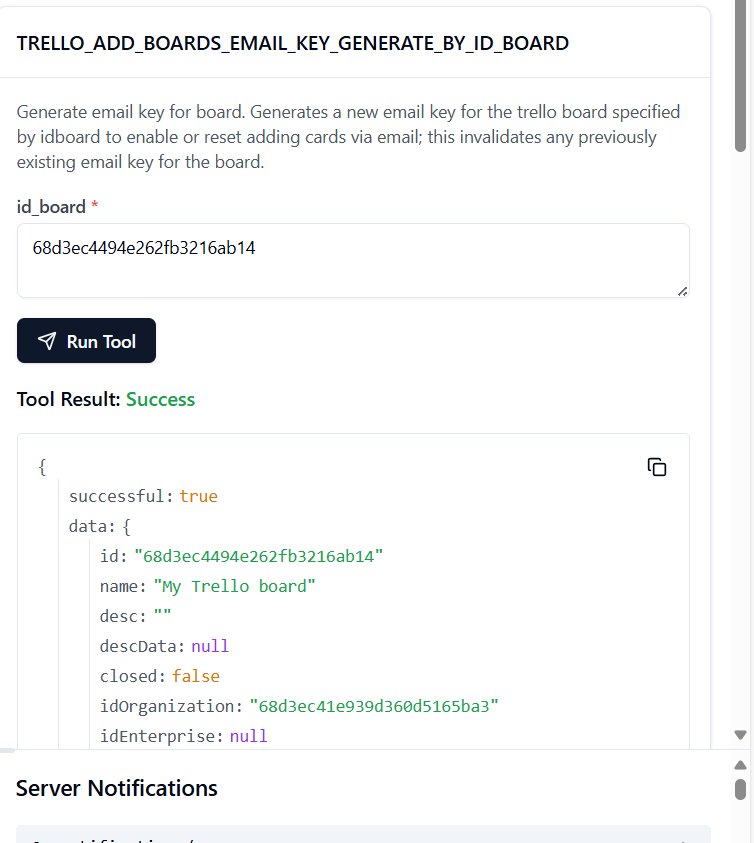 TRELLO_ADD_BOARDS_EMAIL_KEY_GENERATE_BY_ID_BOARD
Generate email key for board. Generates a new email key for the trello board specified
by idboard to enable or reset adding cards via email; this invalidates any previously
existing email key for the board.
id_board *
68d3ec4494e262fb3216ab14
Run Tool
Tool Result: Success
{
successful: true
data: {
id: "68d3ec4494e262fb3216ab14"
name: "My Trello board"
desc: ""
descData: null
closed: false
idOrganization: "68d3ec41e939d360d5165ba3"
idEnterprise: null
Server Notifications